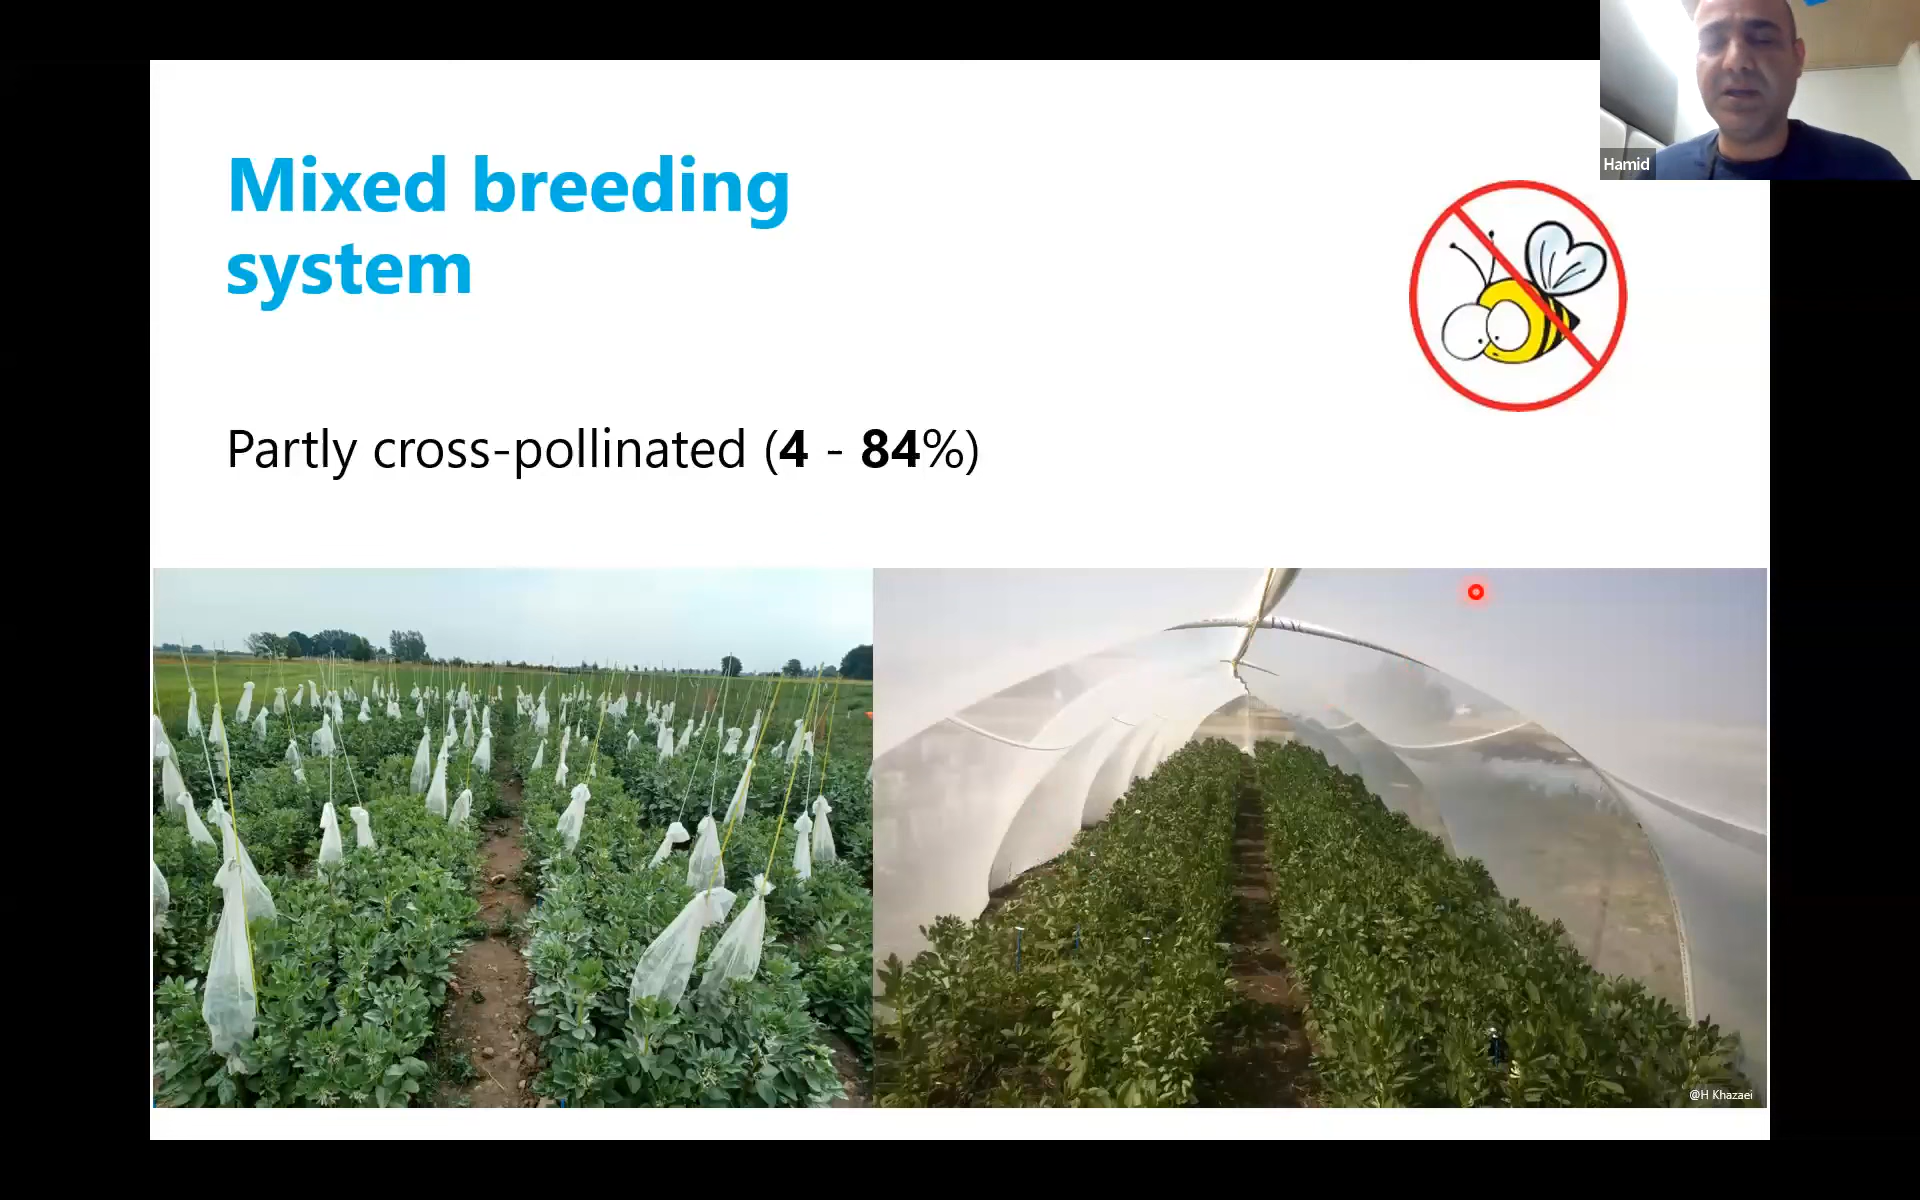 Hamid
Mixed breeding
system
Partly cross-pollinated (4 - 84%)
@H Khazaei